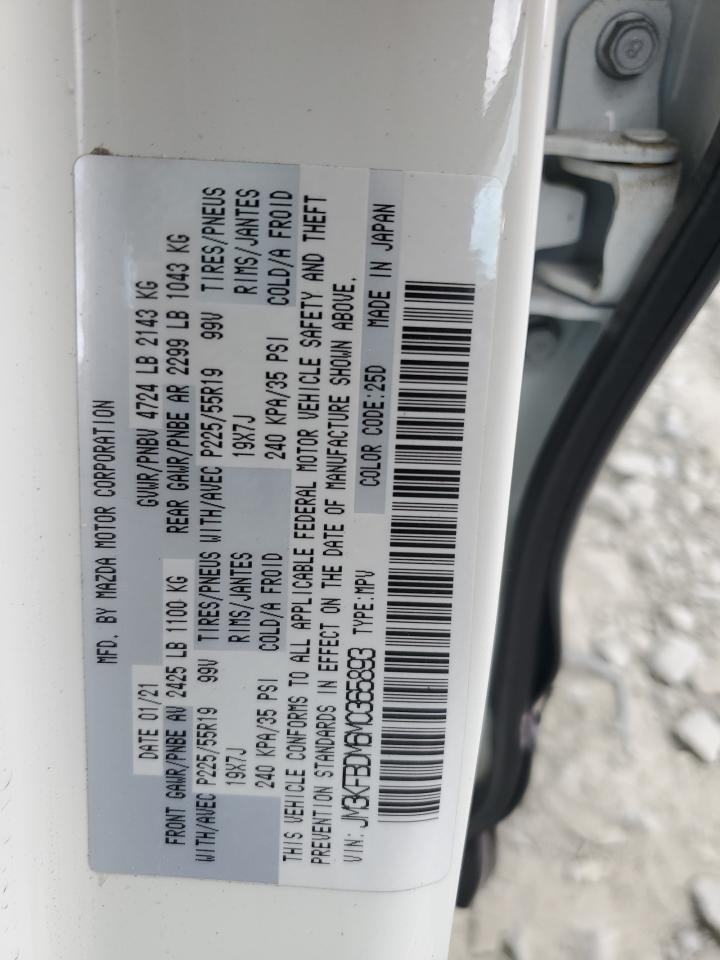 MFD. BY MAZDA MOTOR CORPORATION
DATE 01/21 GVWR/PNBV 4724 LB 2143 KG
FRONT GAWR/PNBE AV 2425 LB 1100 KG REAR GAWR/PNBE AR 2299 LB 1043 KG
WITH/AVEC P225/55R19 99V TIRES/PNEUS WITH/AVEC P225/55R19 99V TIRES/PNEUS
19X7J RIMS/JANTES 19X7J RIMS/JANTES
240 KPA/35 PSI COLD/A FROID 240 KPA/35 PSI COLD/A FROID
THIS VEHICLE CONFORMS TO ALL APPLICABLE FEDERAL MOTOR VEHICLE SAFETY AND THEFT
PREVENTION STANDARDS IN EFFECT ON THE DATE OF MANUFACTURE SHOWN ABOVE.
VIN: JM3KFBDM6M0365893 TYPE:MPV COLOR CODE:25D MADE IN JAPAN